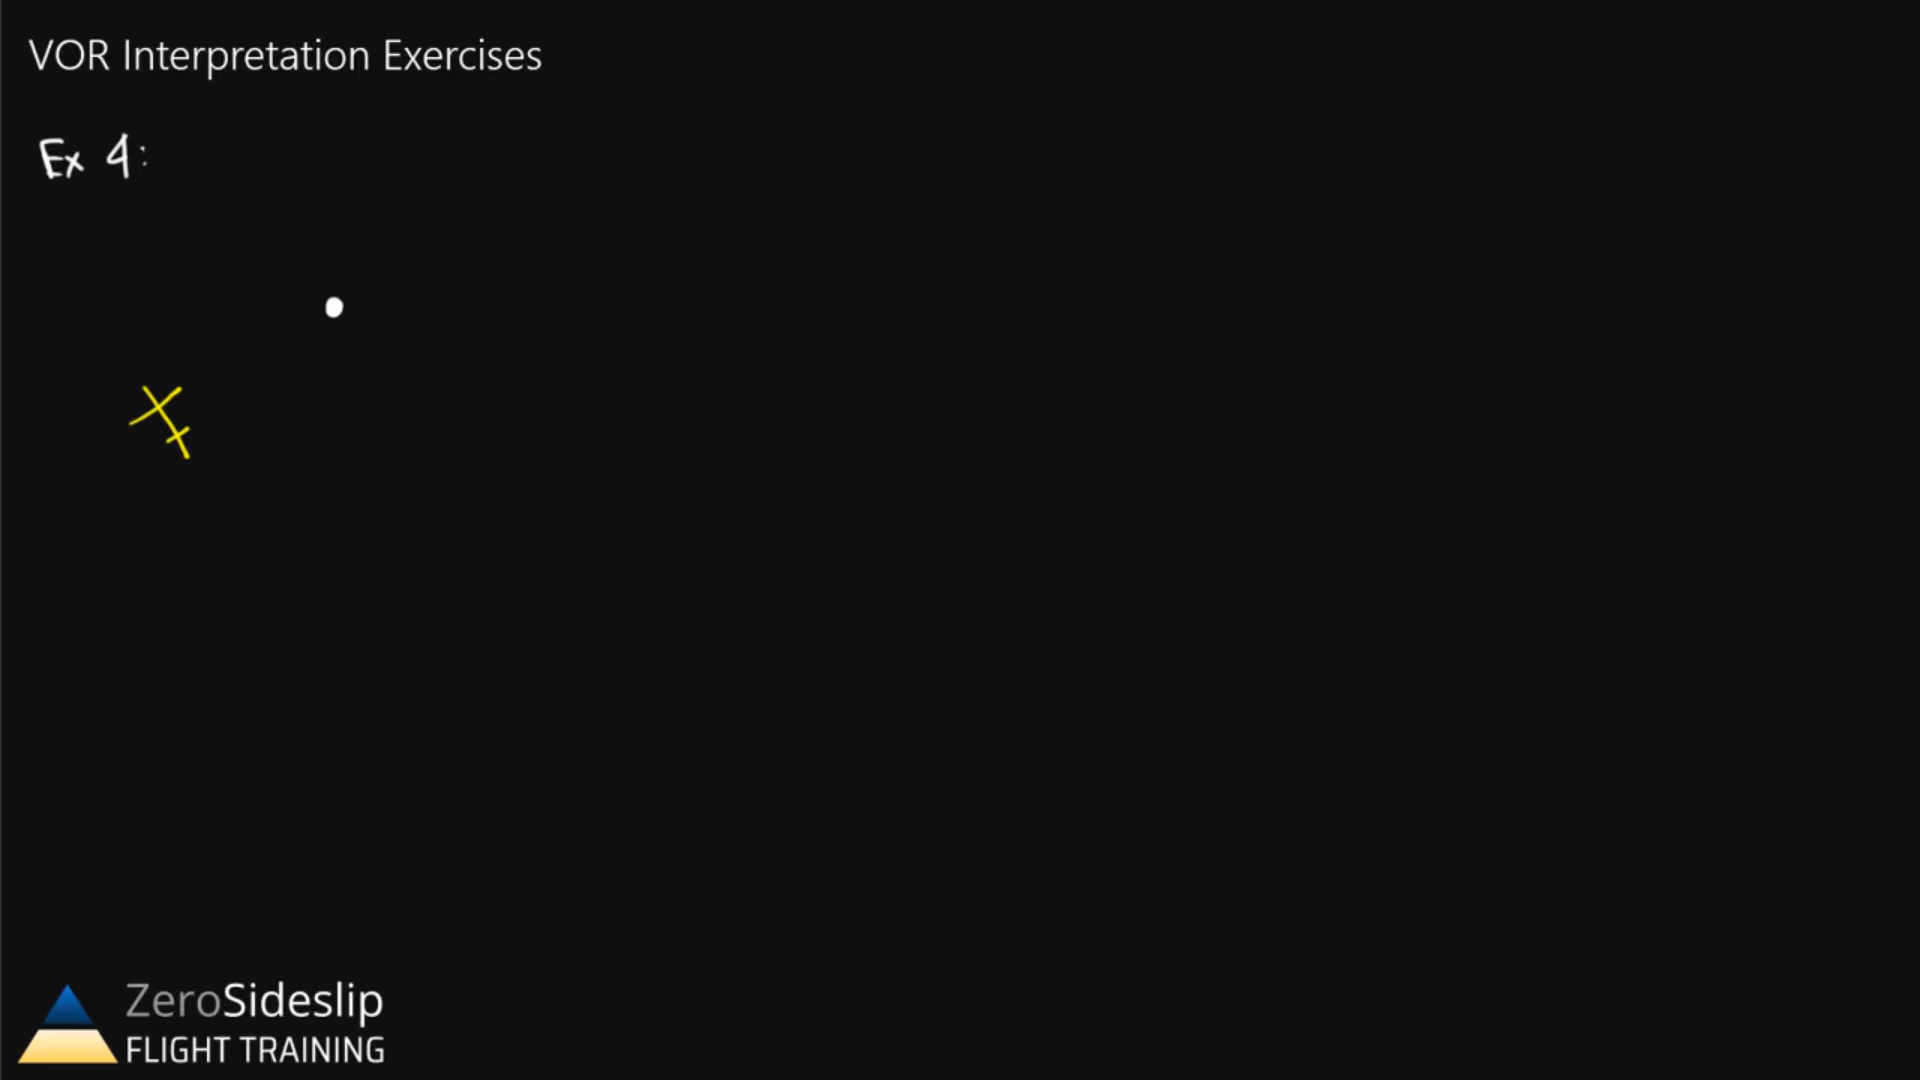 VOR Interpretation Exercises
Ex 4:
ZeroSideslip
FLIGHT TRAINING